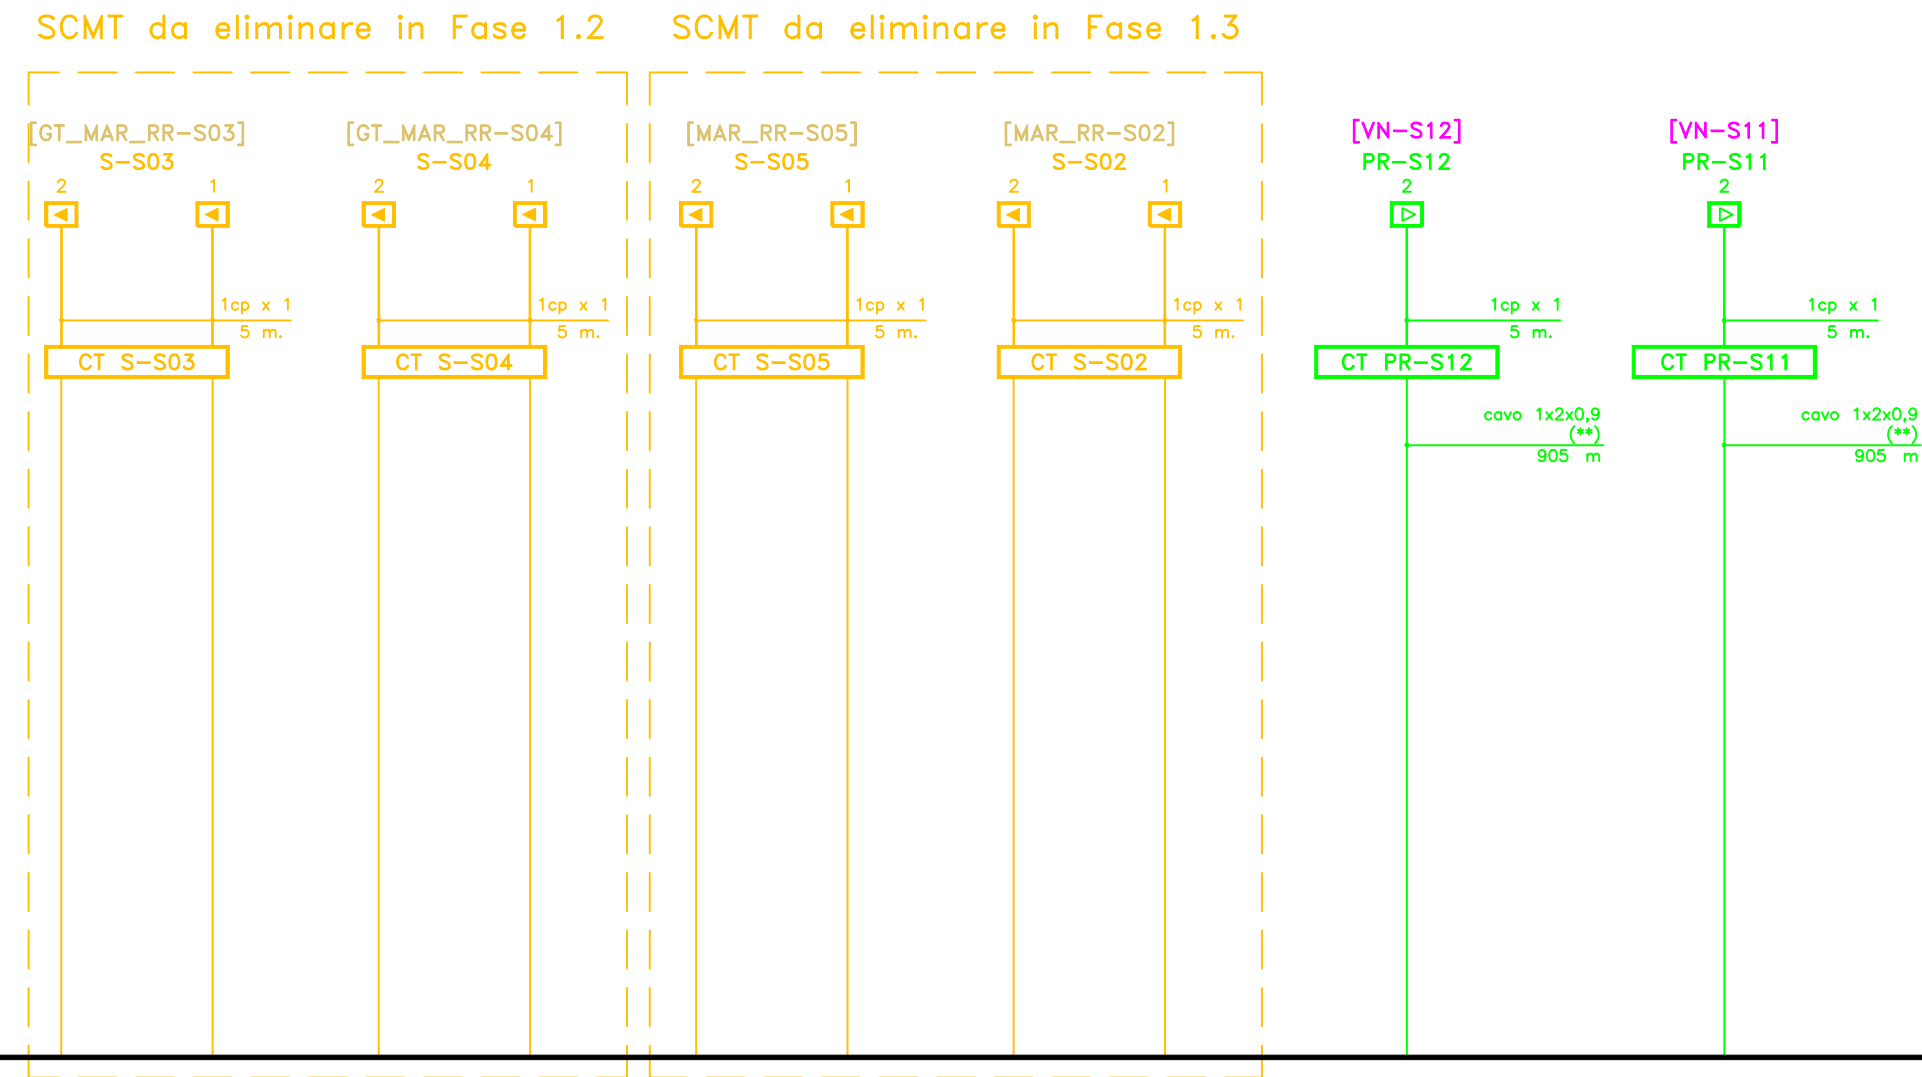 SCMT da eliminare in Fase 1.2
SCMT da eliminare in Fase 1.3
[GT_MAR_RR-S03]
S-S03
2 1
1cp x 1
5 m.
CT S-S03
[GT_MAR_RR-S04]
S-S04
2 1
1cp x 1
5 m.
CT S-S04
[MAR_RR-S05]
S-S05
2 1
1cp x 1
5 m.
CT S-S05
[MAR_RR-S02]
S-S02
2 1
1cp x 1
5 m.
CT S-S02
[VN-S12]
PR-S12
2
1cp x 1
5 m.
CT PR-S12
cavo 1x2x0,9
(**)
905 m
[VN-S11]
PR-S11
2
1cp x 1
5 m.
CT PR-S11
cavo 1x2x0,9
(**)
905 m